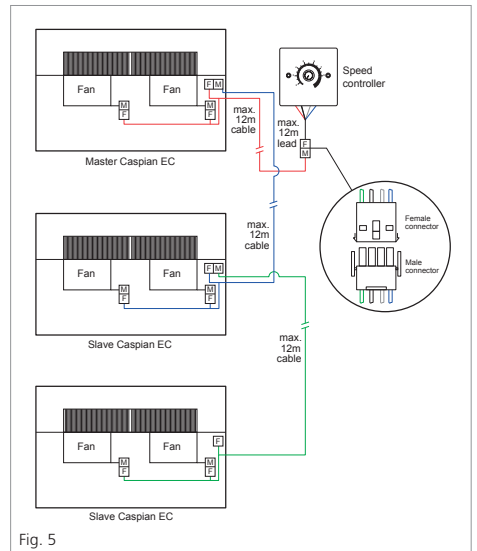 Fan
Fan
F M
M
F
M
F
Master Caspian EC
max.
12m
cable
Speed
controller
max.
12m
lead
F
M
Female
connector
Male
connector
max.
12m
cable
Fan
Fan
F M
M
F
M
F
Slave Caspian EC
max.
12m
cable
Fan
Fan
F
M
F
M
F
Slave Caspian EC
Fig. 5